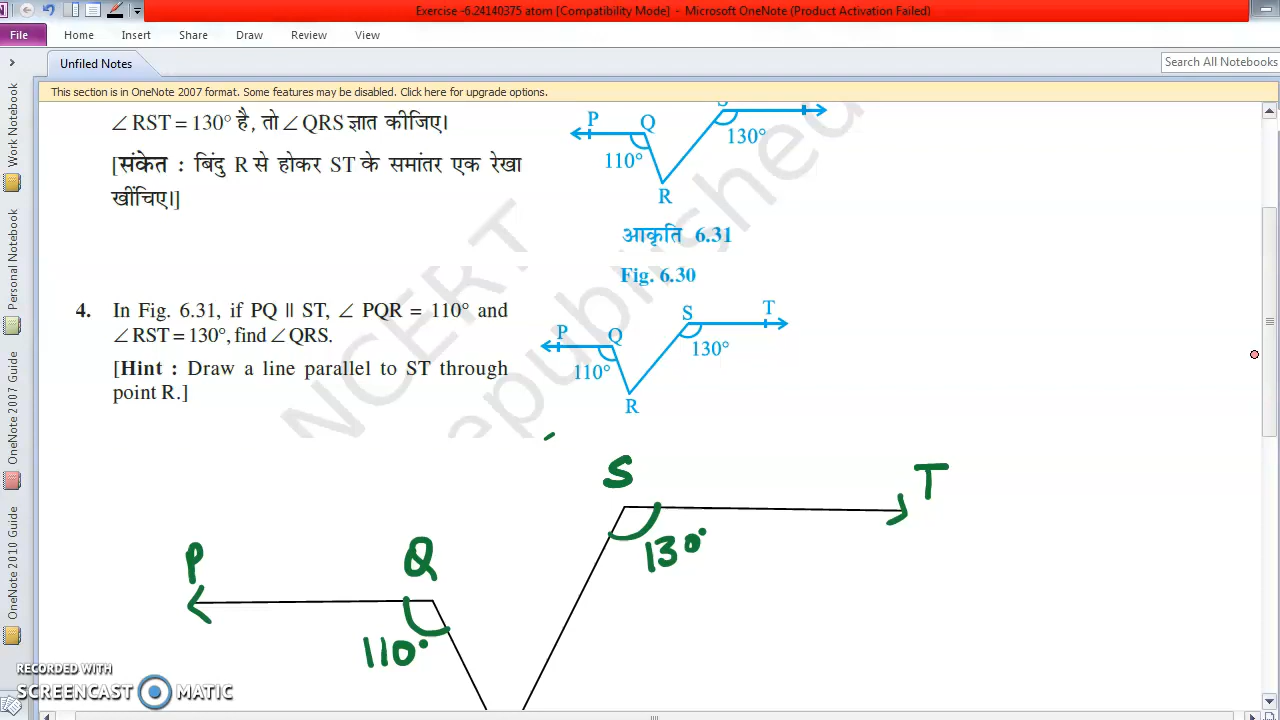 Exercise -6.24140375 atom [Compatibility Mode] - Microsoft OneNote (Product Activation Failed)
File Home Insert Share Draw Review View
Unfiled Notes
Search All Notebooks
This section is in OneNote 2007 format. Some features may be disabled. Click here for upgrade options.
Work Notebook
Personal Notebook
OneNote 2007 Guide
OneNote 2010 Guide
∠ RST = 130° है, तो ∠ QRS ज्ञात कीजिए।
[संकेत : बिंदु R से होकर ST के समांतर एक रेखा
खींचिए।]
P Q S
110° 130°
R
आकृति 6.31
Fig. 6.30
4. In Fig. 6.31, if PQ || ST, ∠ PQR = 110° and
∠ RST = 130°, find ∠ QRS.
[Hint : Draw a line parallel to ST through
point R.]
P Q S T
110° 130°
R
NCERT
republished
S T
130°
P Q
110°
RECORDED WITH
SCREENCAST MATIC